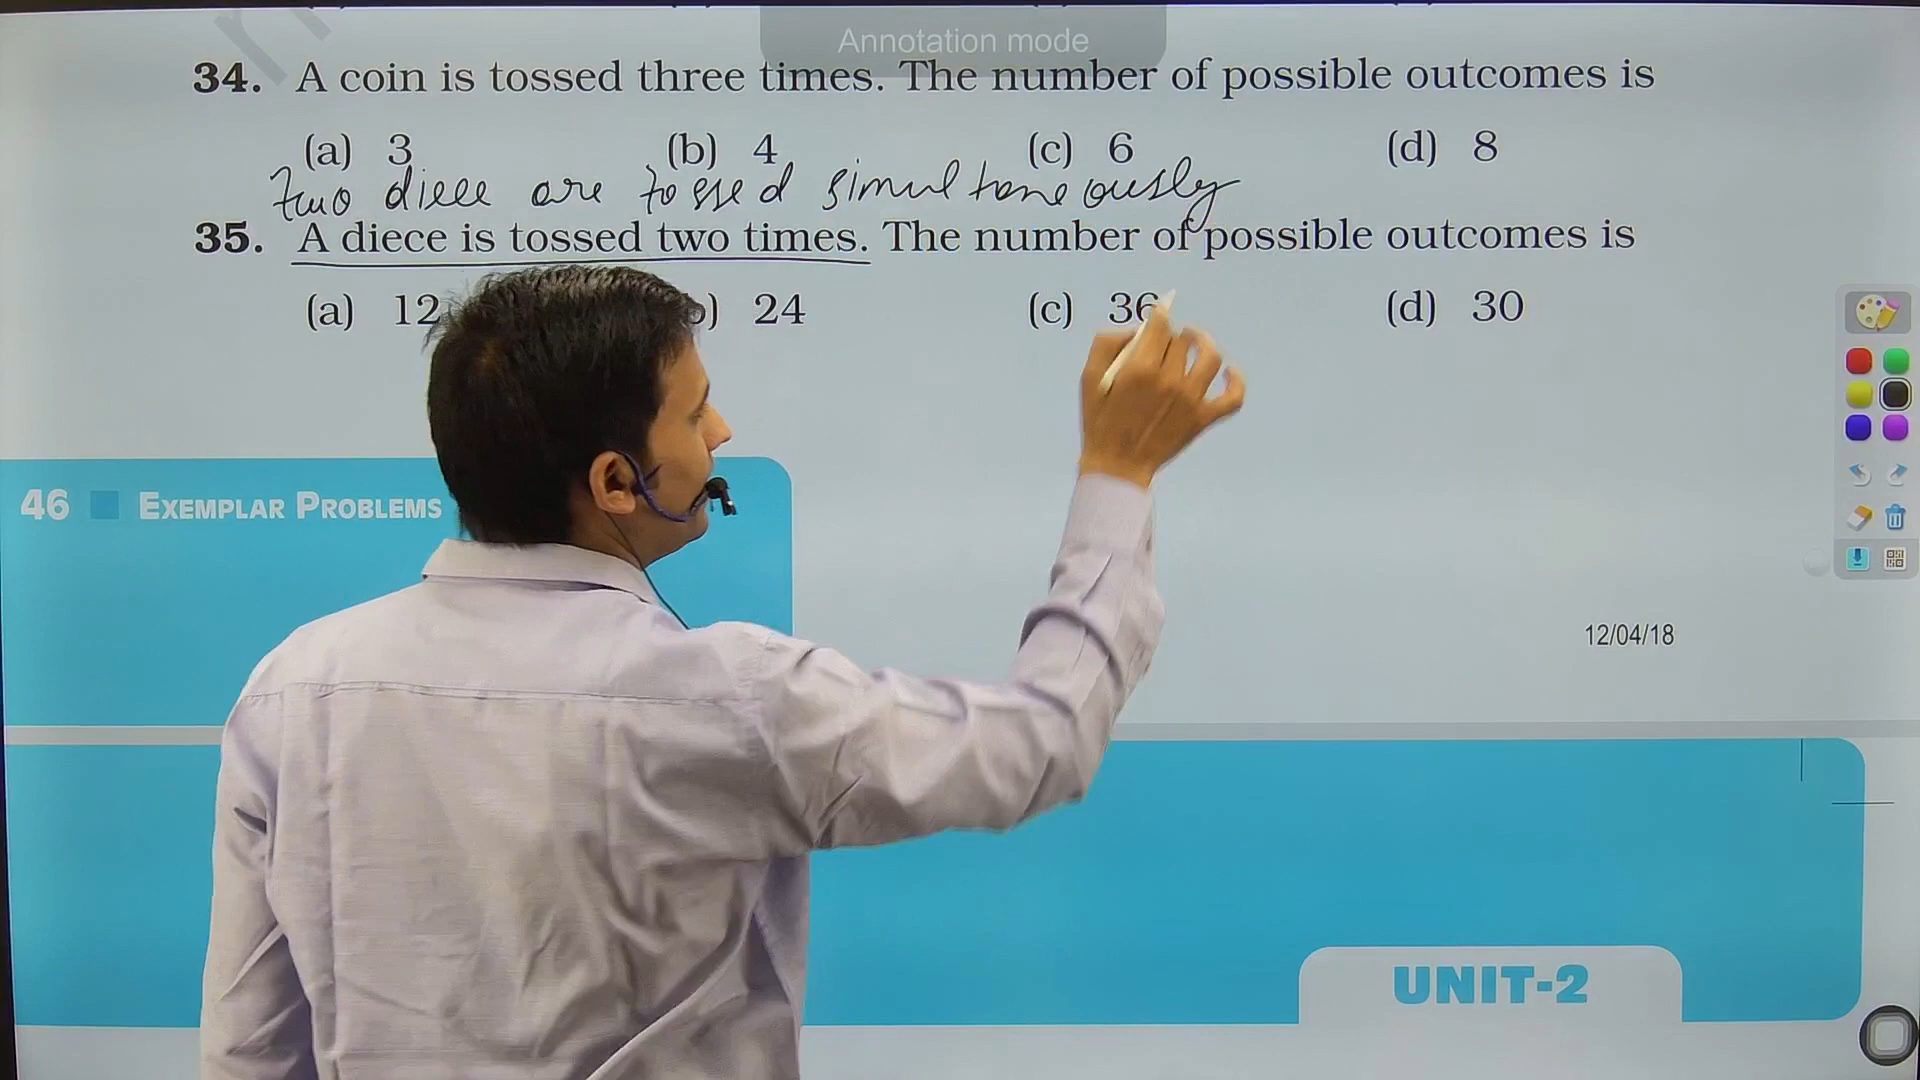 Annotation mode
34. A coin is tossed three times. The number of possible outcomes is
(a) 3 (b) 4 (c) 6 (d) 8
two diece are tossed simultaneously
35. A diece is tossed two times. The number of possible outcomes is
(a) 12 b) 24 (c) 36 (d) 30
46 EXEMPLAR PROBLEMS
12/04/18
UNIT-2